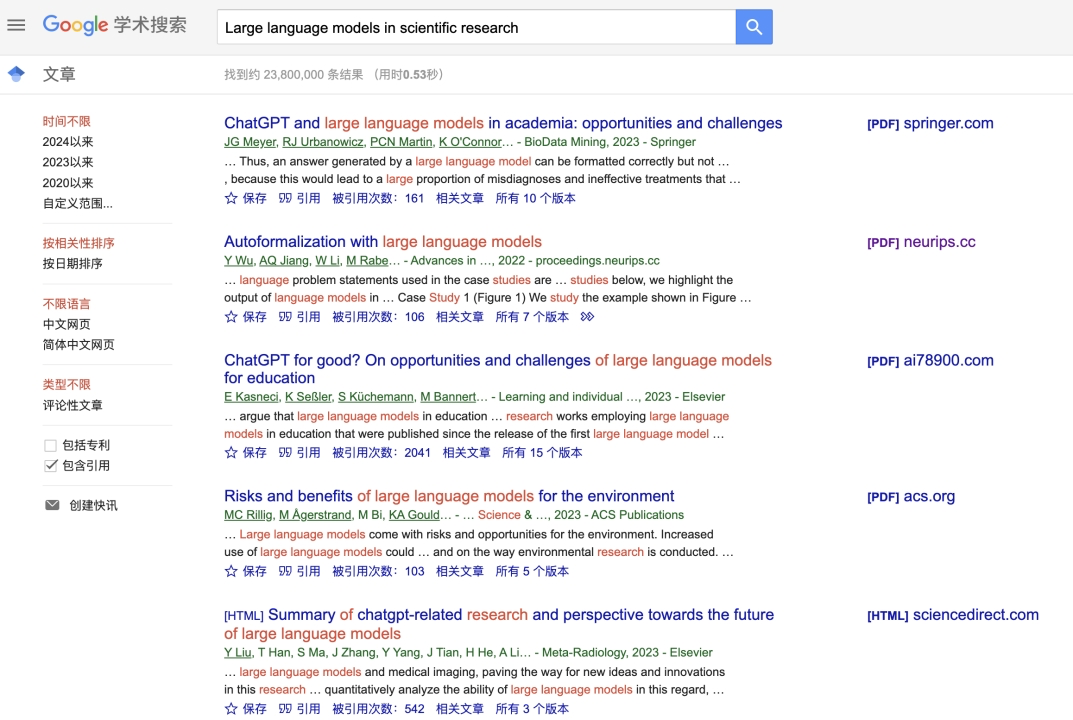 Google 学术搜索
Large language models in scientific research
文章
找到约 23,800,000 条结果 （用时0.53秒）
时间不限
2024以来
2023以来
2020以来
自定义范围...
按相关性排序
按日期排序
不限语言
中文网页
简体中文网页
类型不限
评论性文章
包括专利
包含引用
创建快讯
ChatGPT and large language models in academia: opportunities and challenges
[PDF] springer.com
JG Meyer, RJ Urbanowicz, PCN Martin, K O'Connor… - BioData Mining, 2023 - Springer
… Thus, an answer generated by a large language model can be formatted correctly but not …
, because this would lead to a large proportion of misdiagnoses and ineffective treatments that …
保存 引用 被引用次数：161 相关文章 所有 10 个版本
Autoformalization with large language models
[PDF] neurips.cc
Y Wu, AQ Jiang, W Li, M Rabe… - Advances in …, 2022 - proceedings.neurips.cc
… language problem statements used in the case studies are … studies below, we highlight the
output of language models in … Case Study 1 (Figure 1) We study the example shown in Figure …
保存 引用 被引用次数：106 相关文章 所有 7 个版本
ChatGPT for good? On opportunities and challenges of large language models
for education
[PDF] ai78900.com
E Kasneci, K Seßler, S Küchemann, M Bannert… - Learning and individual …, 2023 - Elsevier
… argue that large language models in education … research works employing large language
models in education that were published since the release of the first large language model …
保存 引用 被引用次数：2041 相关文章 所有 15 个版本
Risks and benefits of large language models for the environment
[PDF] acs.org
MC Rillig, M Ågerstrand, M Bi, KA Gould… - … Science & …, 2023 - ACS Publications
… Large language models come with risks and opportunities for the environment. Increased
use of large language models could … and on the way environmental research is conducted. …
保存 引用 被引用次数：103 相关文章 所有 5 个版本
[HTML] Summary of chatgpt-related research and perspective towards the future
of large language models
[HTML] sciencedirect.com
Y Liu, T Han, S Ma, J Zhang, Y Yang, J Tian, H He, A Li… - Meta-Radiology, 2023 - Elsevier
… large language models and medical imaging, paving the way for new ideas and innovations
in this research … quantitatively analyze the ability of large language models in this regard, …
保存 引用 被引用次数：542 相关文章 所有 3 个版本